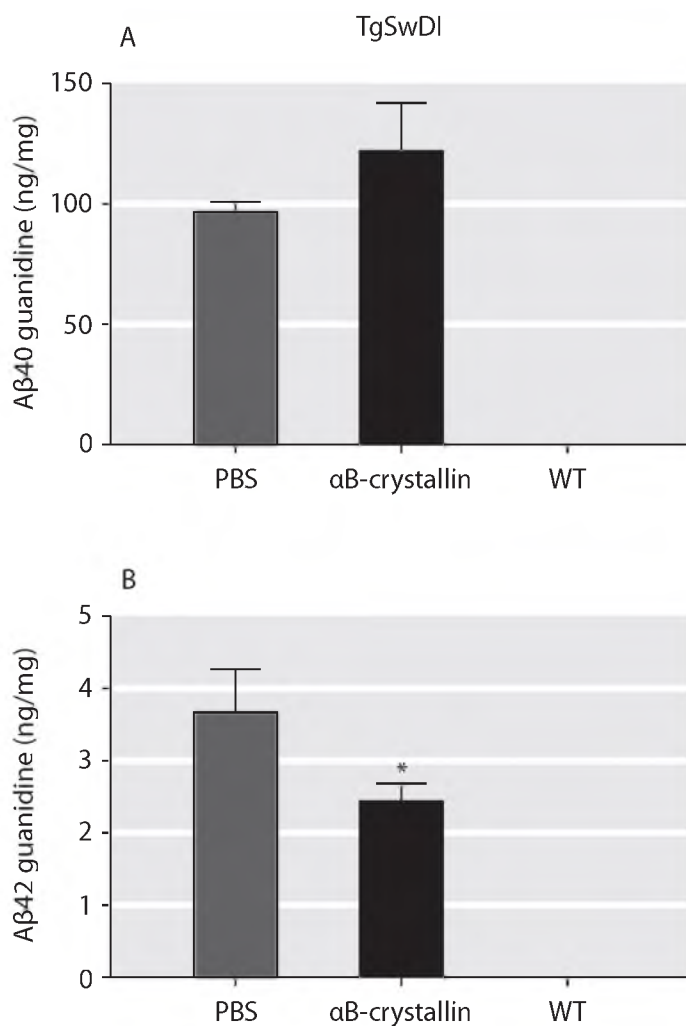 A
TgSwDI
Aβ40 guanidine (ng/mg)
150
100
50
0
PBS αB-crystallin WT
B
Aβ42 guanidine (ng/mg)
5
4
3
2
1
0
*
PBS αB-crystallin WT